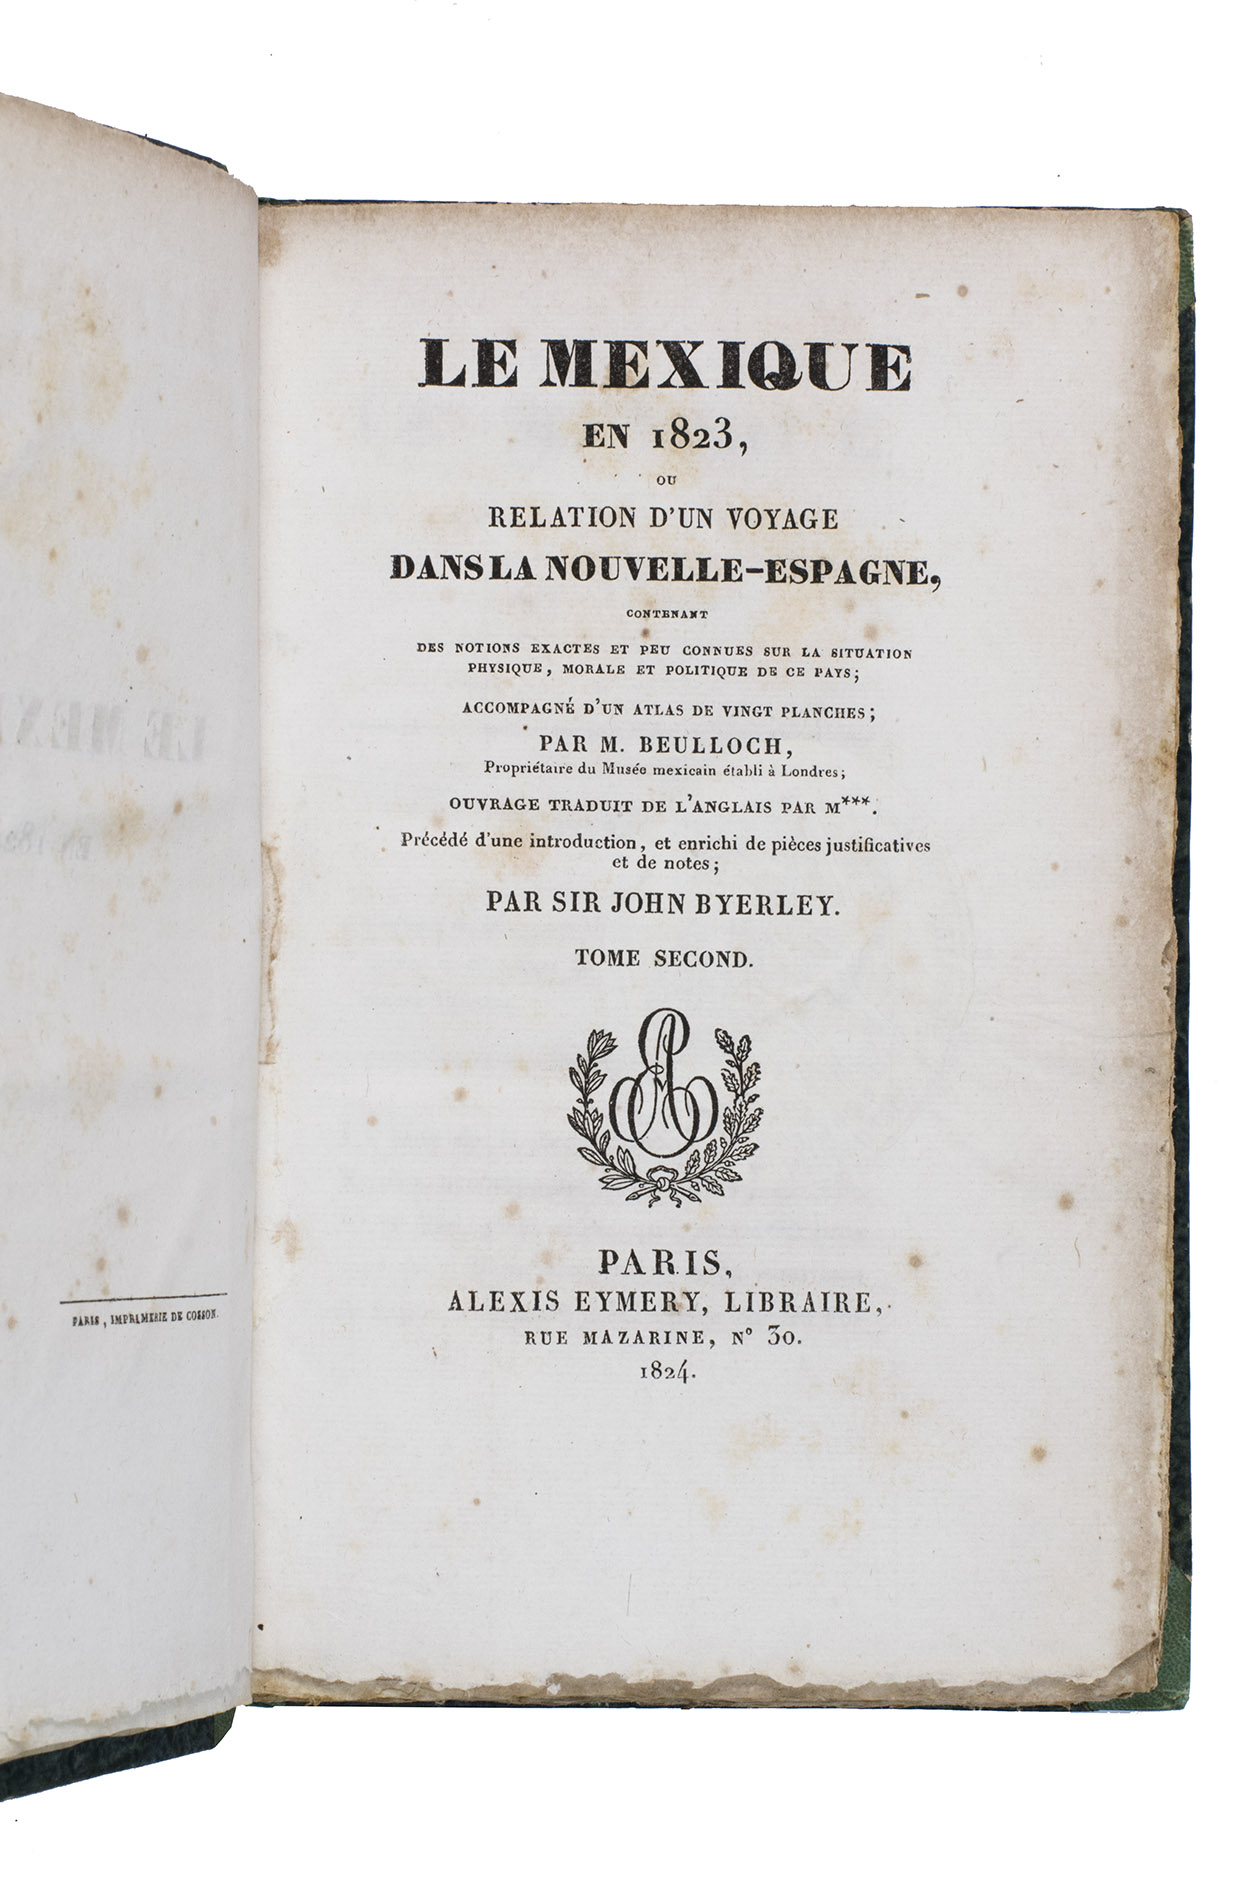 PARIS, IMPRIMERIE DE COSSON.
LE MEXIQUE
EN 1823,
OU
RELATION D'UN VOYAGE
DANS LA NOUVELLE-ESPAGNE,
CONTENANT
DES NOTIONS EXACTES ET PEU CONNUES SUR LA SITUATION
PHYSIQUE, MORALE ET POLITIQUE DE CE PAYS;
ACCOMPAGNÉ D'UN ATLAS DE VINGT PLANCHES;
PAR M. BEULLOCH,
Propriétaire du Musée mexicain établi à Londres;
OUVRAGE TRADUIT DE L'ANGLAIS PAR M***.
Précédé d'une introduction, et enrichi de pièces justificatives
et de notes;
PAR SIR JOHN BYERLEY.
TOME SECOND.
PARIS,
ALEXIS EYMERY, LIBRAIRE,
RUE MAZARINE, N° 30.
1824.